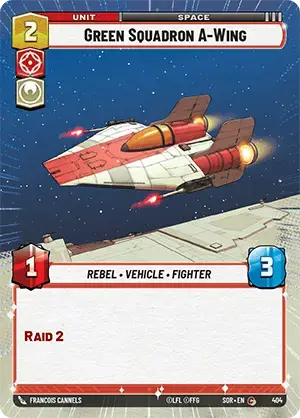 UNIT SPACE
2 GREEN SQUADRON A-WING
1 REBEL • VEHICLE • FIGHTER 3
RAID 2
FRANCOIS CANNELS ©LFL ©FFG SOR • EN C 404